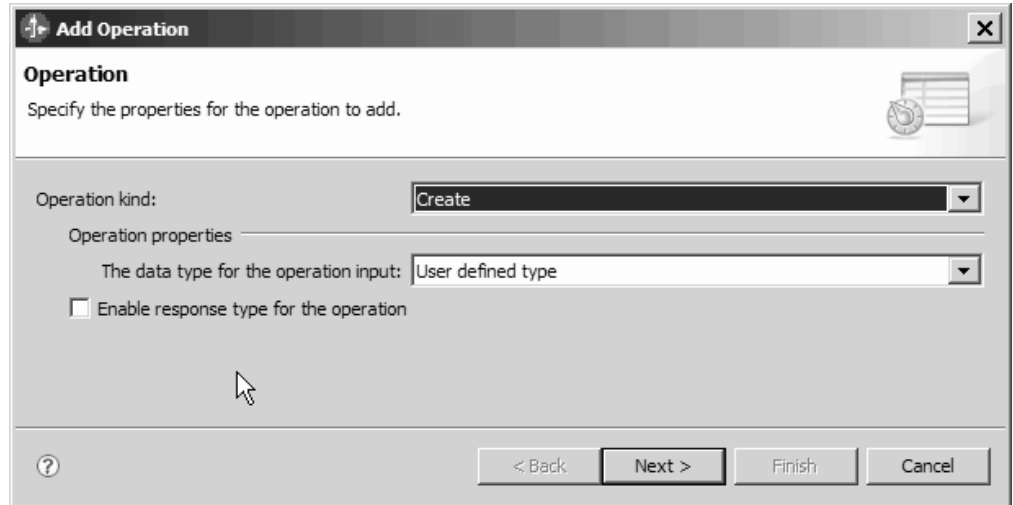 Add Operation
Operation
Specify the properties for the operation to add.
Operation kind: Create
Operation properties
The data type for the operation input: User defined type
Enable response type for the operation
? < Back Next > Finish Cancel